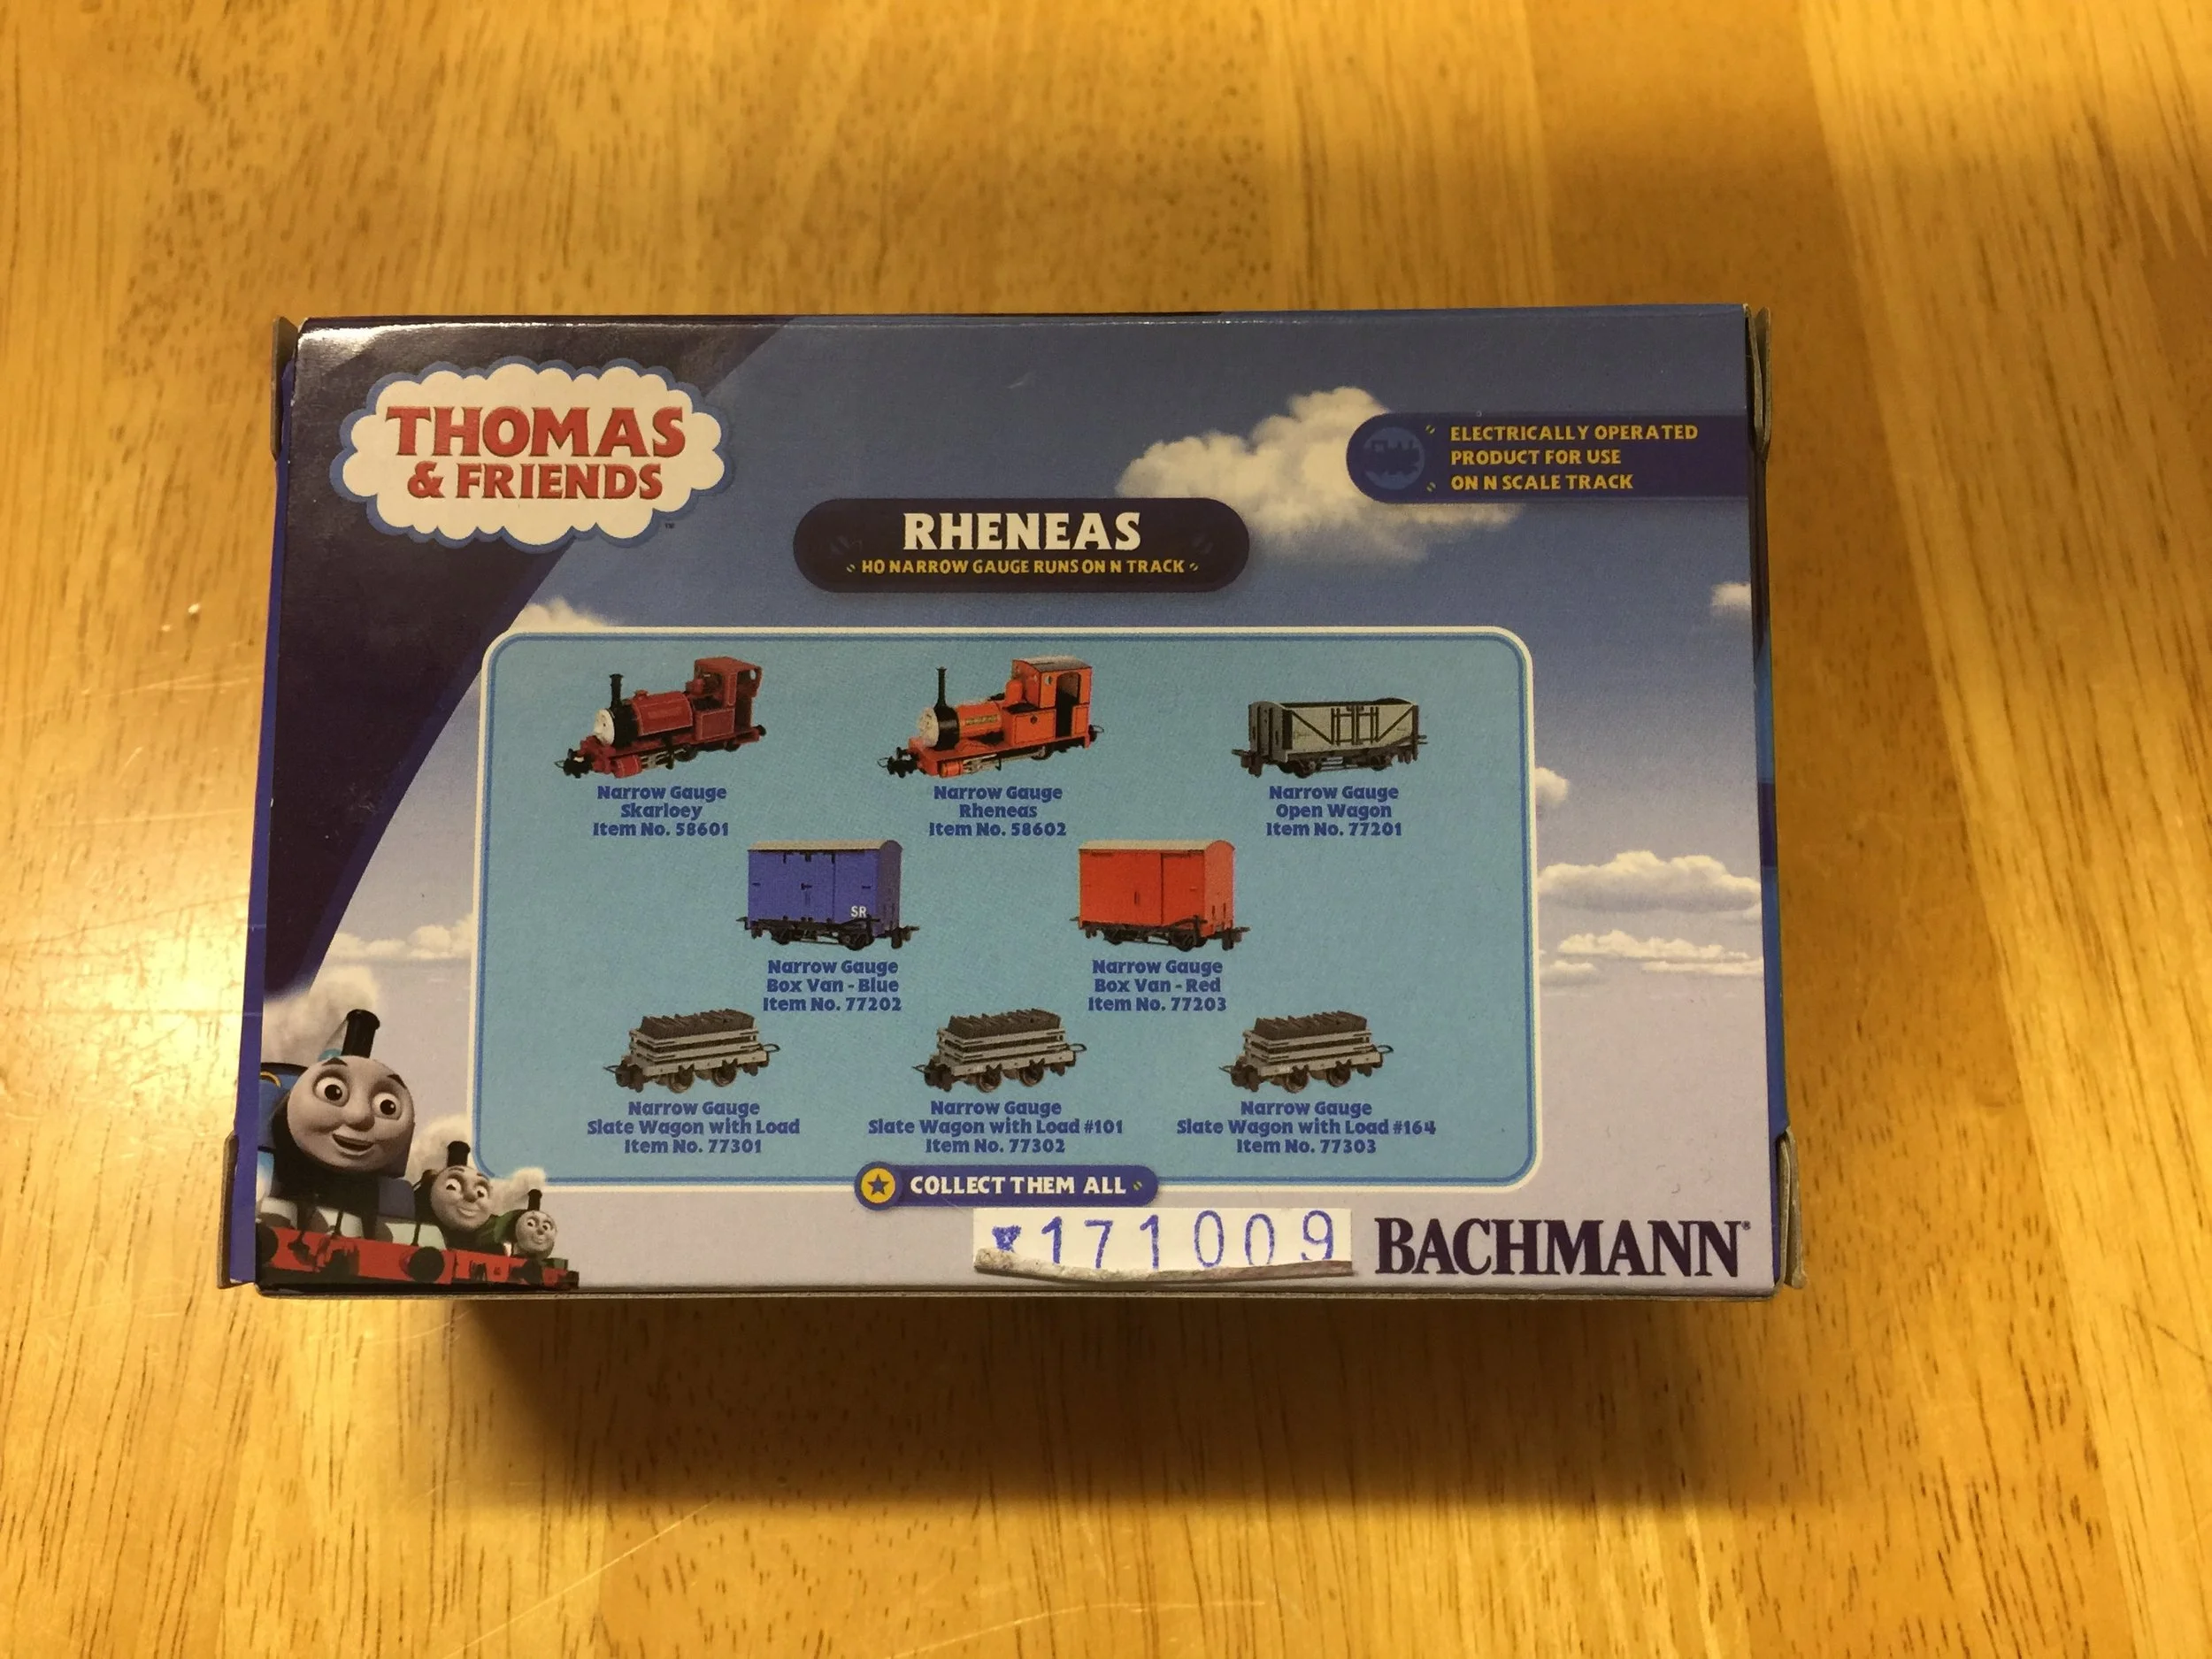 THOMAS
& FRIENDS
™
ELECTRICALLY OPERATED
PRODUCT FOR USE
ON N SCALE TRACK
RHENEAS
HO NARROW GAUGE RUNS ON N TRACK
Narrow Gauge
Skarloey
Item No. 58601
Narrow Gauge
Rheneas
Item No. 58602
Narrow Gauge
Open Wagon
Item No. 77201
SR
Narrow Gauge
Box Van - Blue
Item No. 77202
Narrow Gauge
Box Van - Red
Item No. 77203
Narrow Gauge
Slate Wagon with Load
Item No. 77301
Narrow Gauge
Slate Wagon with Load #101
Item No. 77302
Narrow Gauge
Slate Wagon with Load #164
Item No. 77303
COLLECT THEM ALL
171009
BACHMANN®